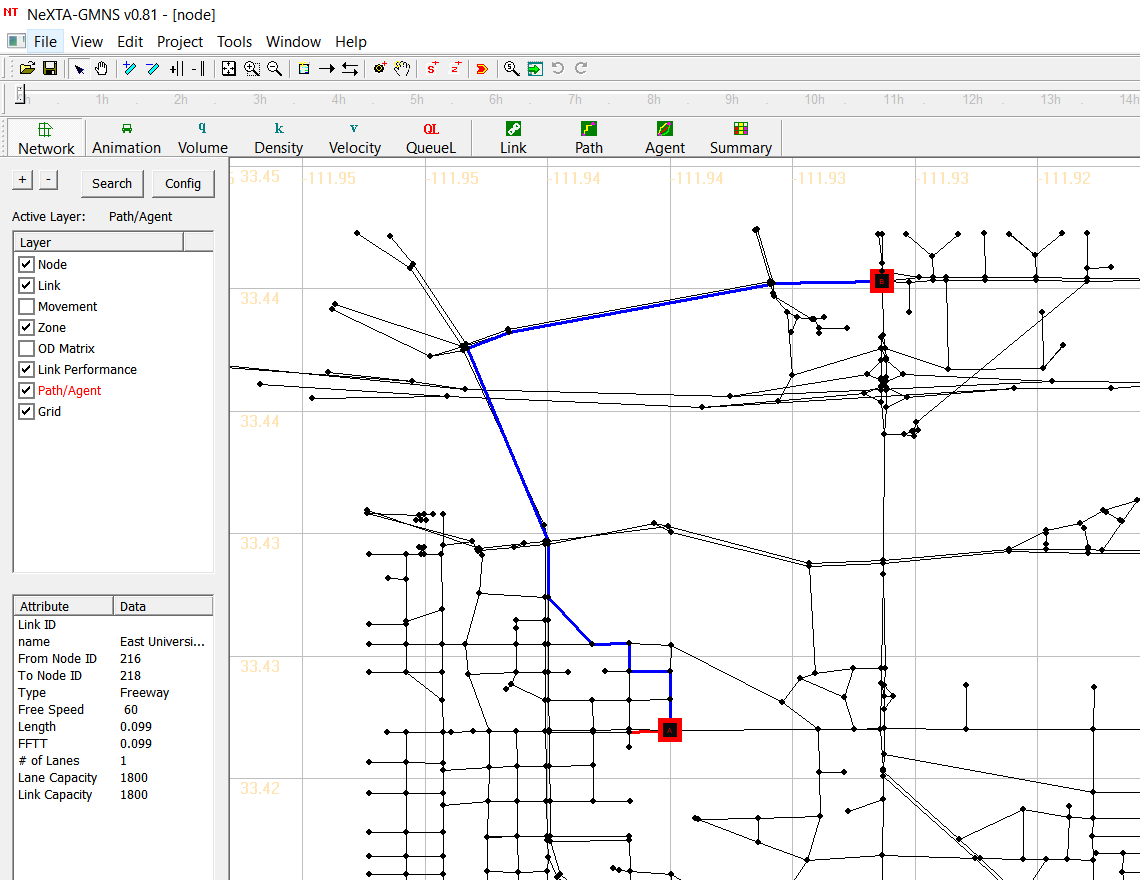 NT NeXTA-GMNS v0.81 - [node]
File View Edit Project Tools Window Help
1h 2h 3h 4h 5h 6h 7h 8h 9h 10h 11h 12h 13h 14h
q k v QL
Network Animation Volume Density Velocity QueueL Link Path Agent Summary
+ - Search Config
Active Layer: Path/Agent
Layer
Node
Link
Movement
Zone
OD Matrix
Link Performance
Path/Agent
Grid
Attribute Data
Link ID
name East Universi...
From Node ID 216
To Node ID 218
Type Freeway
Free Speed 60
Length 0.099
FFTT 0.099
# of Lanes 1
Lane Capacity 1800
Link Capacity 1800
33.45 -111.95 -111.95 -111.94 -111.94 -111.93 -111.93 -111.92
33.44
33.44
33.43
33.43
33.42
A